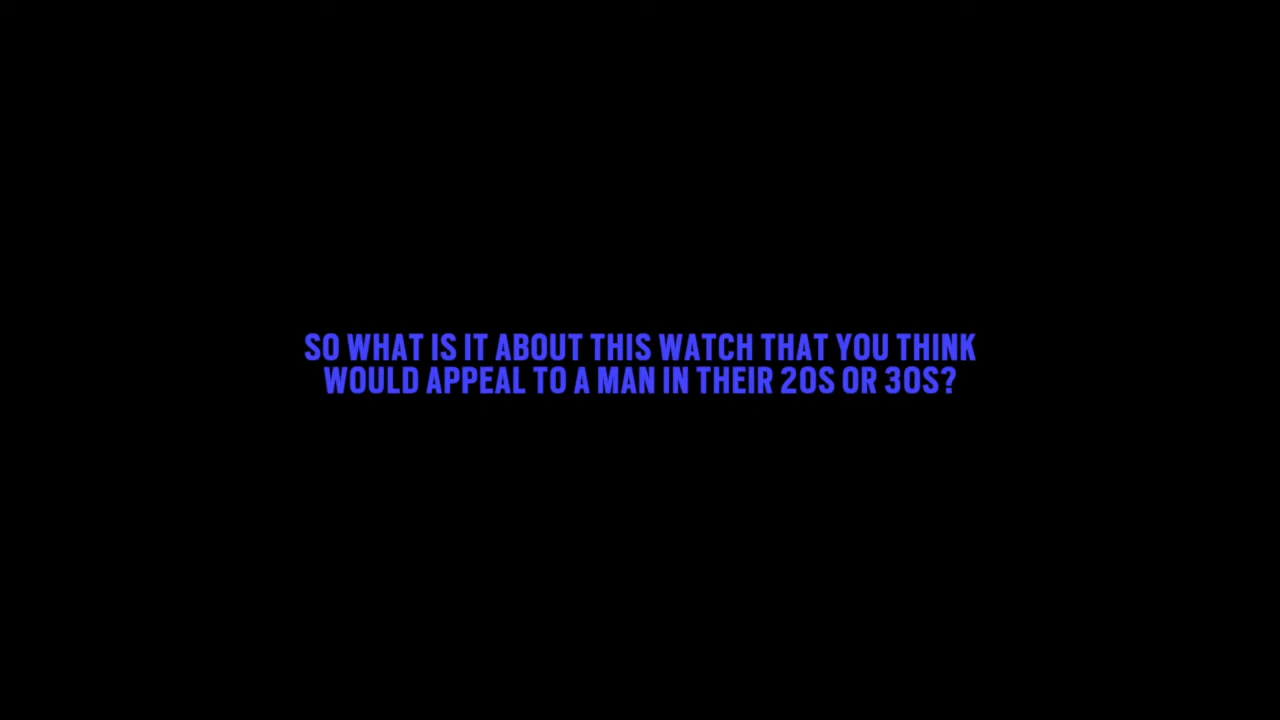 SO WHAT IS IT ABOUT THIS WATCH THAT YOU THINK
WOULD APPEAL TO A MAN IN THEIR 20S OR 30S?